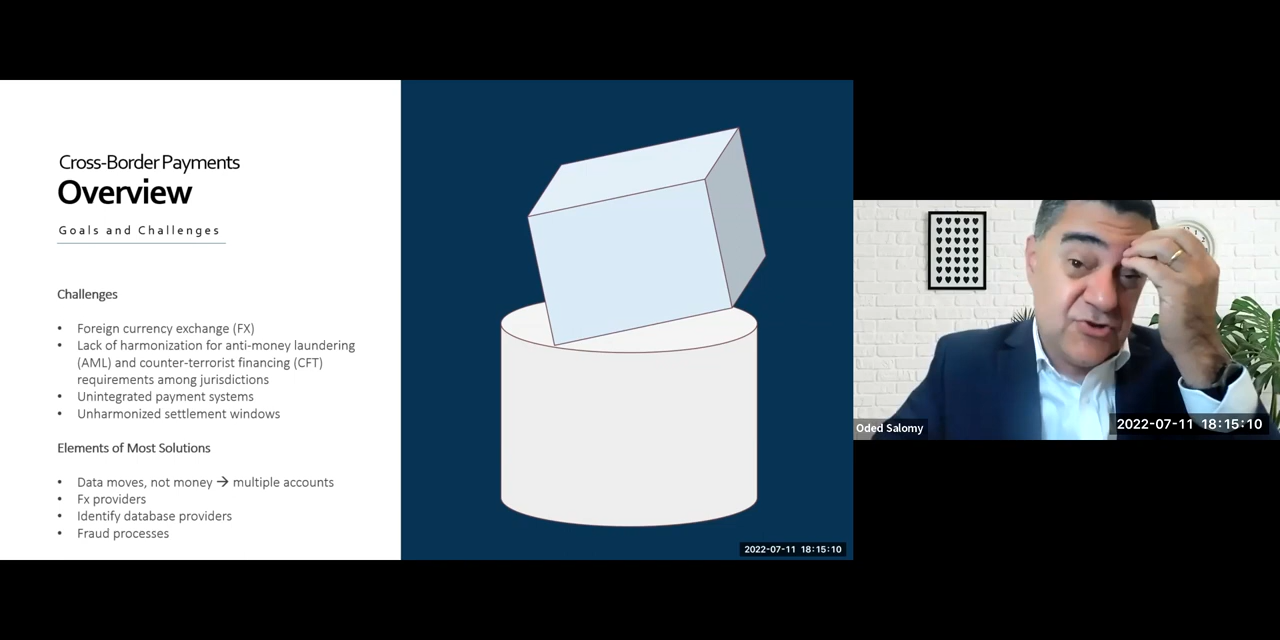 Cross-Border Payments
Overview
Goals and Challenges
Challenges
• Foreign currency exchange (FX)
• Lack of harmonization for anti-money laundering
(AML) and counter-terrorist financing (CFT)
requirements among jurisdictions
• Unintegrated payment systems
• Unharmonized settlement windows
Elements of Most Solutions
• Data moves, not money → multiple accounts
• Fx providers
• Identify database providers
• Fraud processes
2022-07-11 18:15:10
Oded Salomy
2022-07-11 18:15:10